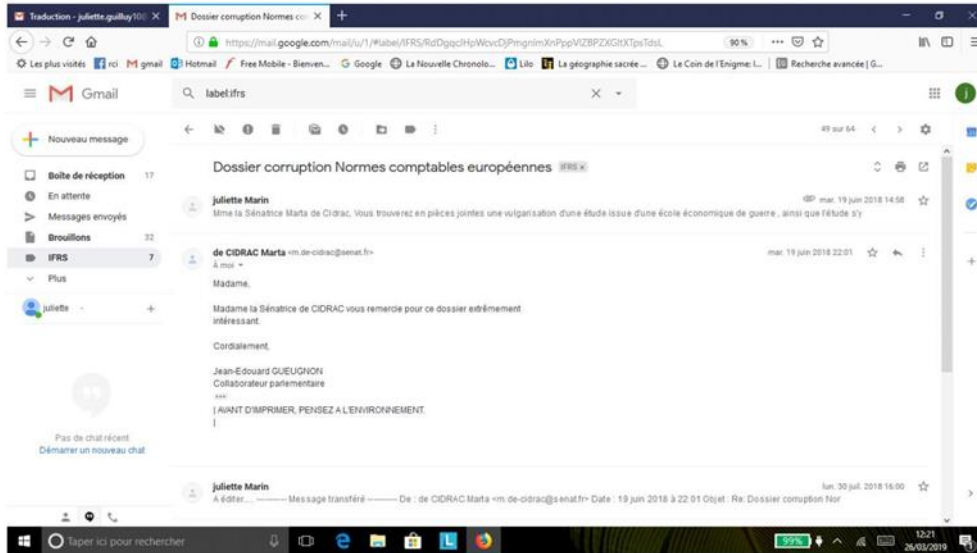 Traduction - juliette.guilluy100
Dossier corruption Normes com
https://mail.google.com/mail/u/1/#label/IFRS/
90 %
Les plus visités
rci
M gmail
Hotmail
Free Mobile - Bienven...
Google
La Nouvelle Chronolo...
Lilo
La géographie sacrée ...
Le Coin de l'Enigme: l...
Recherche avancée | G...
Gmail
label:ifrs
j
Nouveau message
49 sur 64
Boîte de réception 17
En attente
Messages envoyés
Brouillons 32
IFRS 7
Plus
juliette
Pas de chat récent
Démarrer un nouveau chat
Dossier corruption Normes comptables européennes IFRS x
juliette Marin mar. 19 juin 2018 14:58
Mme la Sénatrice Marta de Cidrac, Vous trouverez en pièces jointes une vulgarisation d'une étude issue d'une école économique de guerre , ainsi que l'étude s'y
de CIDRAC Marta <m.de-cidrac@senat.fr> mar. 19 juin 2018 22:01
À moi
Madame,
Madame la Sénatrice de CIDRAC vous remercie pour ce dossier extrêmement
intéressant.
Cordialement,
Jean-Edouard GUEUGNON
Collaborateur parlementaire
| AVANT D'IMPRIMER, PENSEZ A L'ENVIRONNEMENT.
|
juliette Marin lun. 30 juil. 2018 16:00
A éditer.... ---------- Message transféré ---------- De : de CIDRAC Marta <m.de-cidrac@senat.fr> Date : 19 juin 2018 à 22:01 Objet : Re: Dossier corruption Nor
Taper ici pour rechercher
99%
12:21
26/03/2019